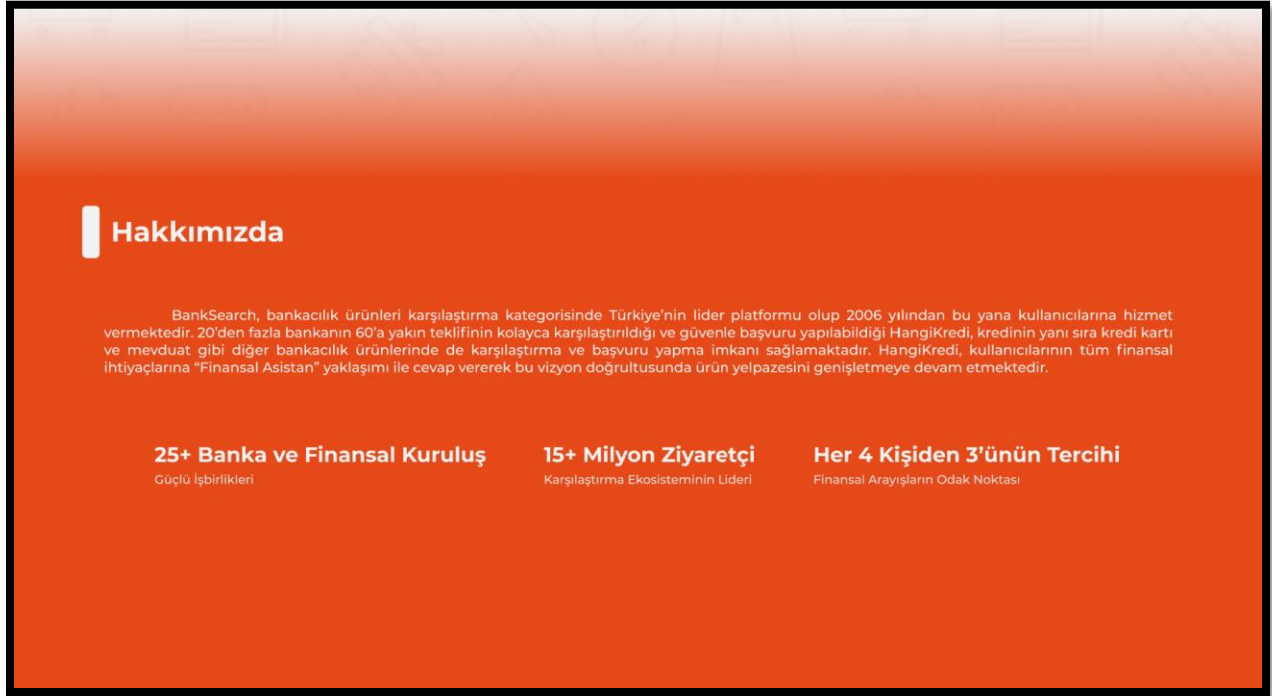 Hakkımızda
BankSearch, bankacılık ürünleri karşılaştırma kategorisinde Türkiye’nin lider platformu olup 2006 yılından bu yana kullanıcılarına hizmet
vermektedir. 20’den fazla bankanın 60’a yakın teklifinin kolayca karşılaştırıldığı ve güvenle başvuru yapılabildiği HangiKredi, kredinin yanı sıra kredi kartı
ve mevduat gibi diğer bankacılık ürünlerinde de karşılaştırma ve başvuru yapma imkanı sağlamaktadır. HangiKredi, kullanıcılarının tüm finansal
ihtiyaçlarına “Finansal Asistan” yaklaşımı ile cevap vererek bu vizyon doğrultusunda ürün yelpazesini genişletmeye devam etmektedir.
25+ Banka ve Finansal Kuruluş
Güçlü İşbirlikleri
15+ Milyon Ziyaretçi
Karşılaştırma Ekosisteminin Lideri
Her 4 Kişiden 3’ünün Tercihi
Finansal Arayışların Odak Noktası